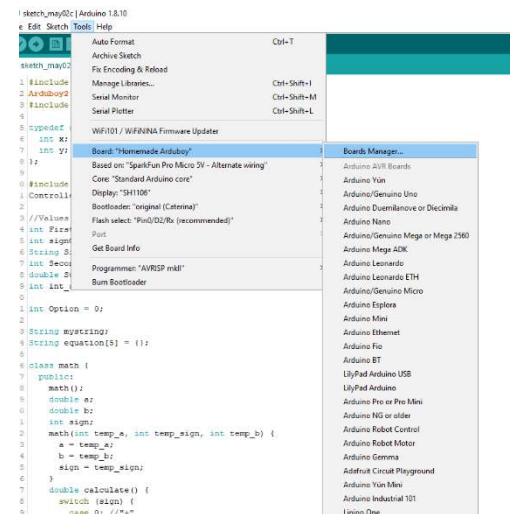 sketch_may02c | Arduino 1.8.10
Edit Sketch Tools Help
Auto Format Ctrl+T
Archive Sketch
Fix Encoding & Reload
Manage Libraries... Ctrl+Shift+I
Serial Monitor Ctrl+Shift+M
Serial Plotter Ctrl+Shift+L
WiFi101 / WiFiNINA Firmware Updater
Board: "Homemade Arduboy"
Based on: "SparkFun Pro Micro 5V - Alternate wiring"
Core: "Standard Arduino core"
Display: "SH1106"
Bootloader: "original (Caterina)"
Flash select: "Pin0/D2/Rx (recommended)"
Port
Get Board Info
Programmer: "AVRISP mkII"
Burn Bootloader
Boards Manager...
Arduino AVR Boards
Arduino Yún
Arduino/Genuino Uno
Arduino Duemilanove or Diecimila
Arduino Nano
Arduino/Genuino Mega or Mega 2560
Arduino Mega ADK
Arduino Leonardo
Arduino Leonardo ETH
Arduino/Genuino Micro
Arduino Esplora
Arduino Mini
Arduino Ethernet
Arduino Fio
Arduino BT
LilyPad Arduino USB
LilyPad Arduino
Arduino Pro or Pro Mini
Arduino NG or older
Arduino Robot Control
Arduino Robot Motor
Arduino Gemma
Adafruit Circuit Playground
Arduino Yún Mini
Arduino Industrial 101
Linino One
sketch_may02
1 #include
2 Arduboy2
3 #include
5 typedef
6 int x;
7 int y;
8 };
9
0 #include
1 Controlle
2
3 //Values
4 int First
5 int sign
6 String
7 int Secon
8 double
9 int int_
0
1 int Option = 0;
2
3 String mystring;
4 String equation[5] = {};
5
6 class math {
7 public:
8 math();
9 double a;
0 double b;
1 int sign;
2 math(int temp_a, int temp_sign, int temp_b) {
3 a = temp_a;
4 b = temp_b;
5 sign = temp_sign;
6 }
7 double calculate() {
8 switch (sign) {
9 case 0: //"+"